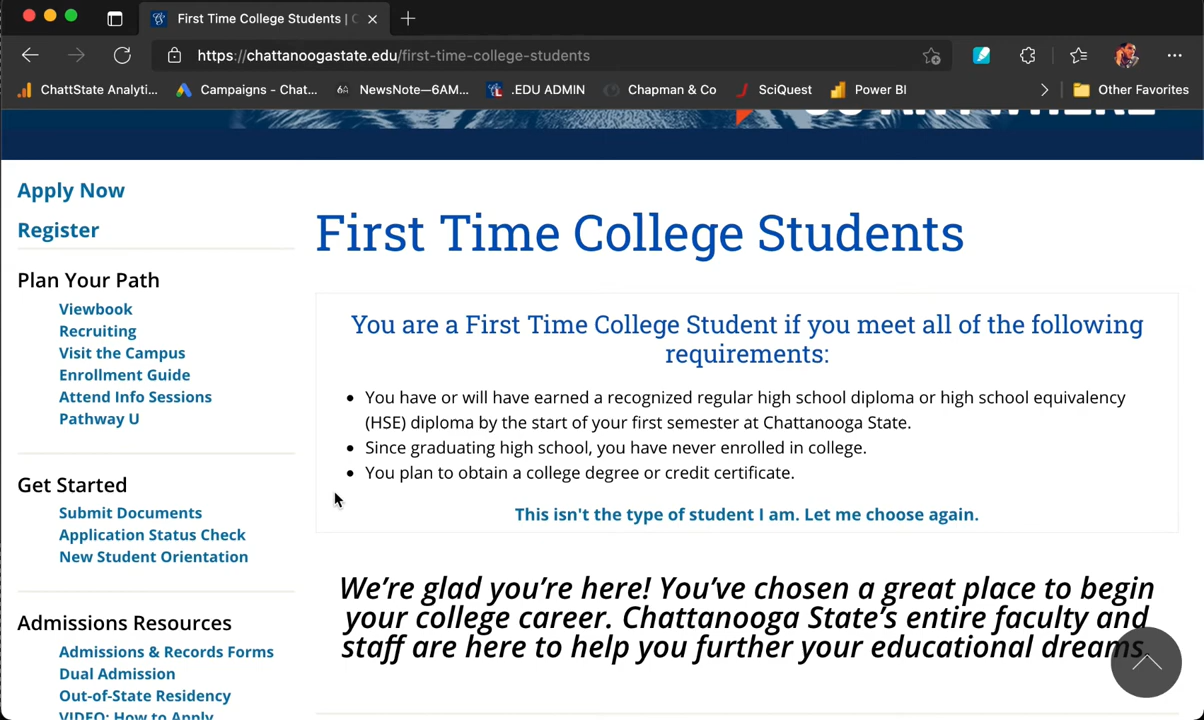 First Time College Students | C
https://chattanoogastate.edu/first-time-college-students
ChattState Analyti...
Campaigns - Chat...
NewsNote—6AM...
.EDU ADMIN
Chapman & Co
SciQuest
Power BI
Other Favorites
Apply Now
Register
Plan Your Path
Viewbook
Recruiting
Visit the Campus
Enrollment Guide
Attend Info Sessions
Pathway U
Get Started
Submit Documents
Application Status Check
New Student Orientation
Admissions Resources
Admissions & Records Forms
Dual Admission
Out-of-State Residency
VIDEO: How to Apply
First Time College Students
You are a First Time College Student if you meet all of the following
requirements:
• You have or will have earned a recognized regular high school diploma or high school equivalency
(HSE) diploma by the start of your first semester at Chattanooga State.
• Since graduating high school, you have never enrolled in college.
• You plan to obtain a college degree or credit certificate.
This isn't the type of student I am. Let me choose again.
We're glad you're here! You've chosen a great place to begin
your college career. Chattanooga State's entire faculty and
staff are here to help you further your educational dreams.